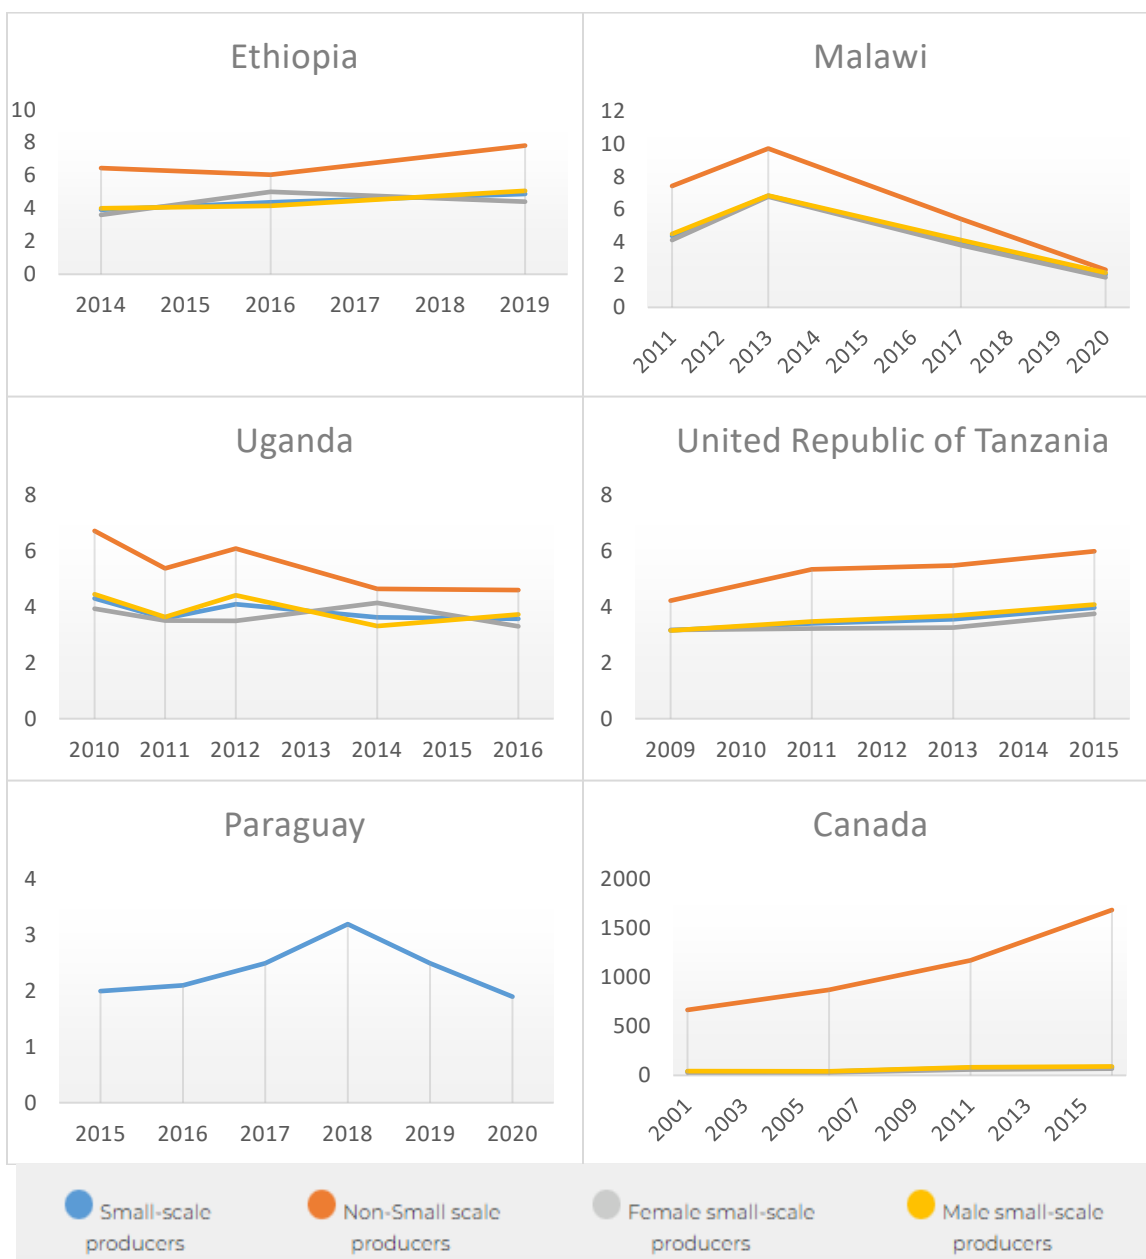 Ethiopia
10
8
6
4
2
0
2014 2015 2016 2017 2018 2019
Malawi
12
10
8
6
4
2
0
2011 2012 2013 2014 2015 2016 2017 2018 2019 2020
Uganda
8
6
4
2
0
2010 2011 2012 2013 2014 2015 2016
United Republic of Tanzania
8
6
4
2
0
2009 2010 2011 2012 2013 2014 2015
Paraguay
4
3
2
1
0
2015 2016 2017 2018 2019 2020
Canada
2000
1500
1000
500
0
2001 2003 2005 2007 2009 2011 2013 2015
Small-scale
producers
Non-Small scale
producers
Female small-scale
producers
Male small-scale
producers